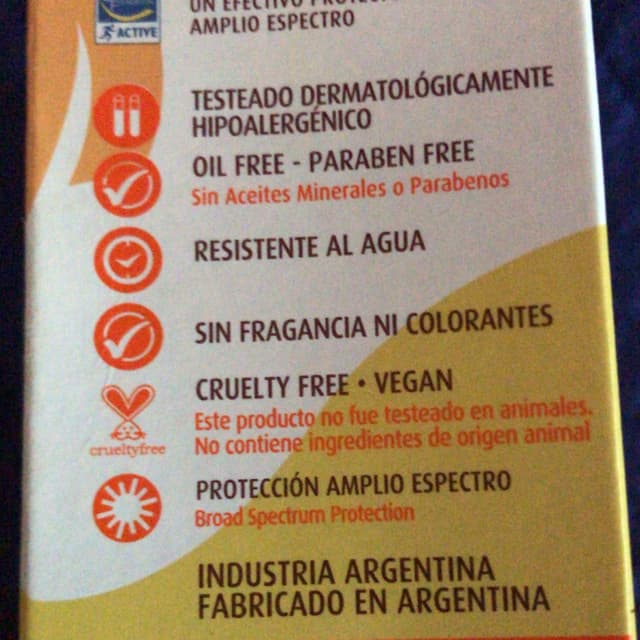 UN EFECTIVO
AMPLIO ESPECTRO
ACTIVE
TESTEADO DERMATOLÓGICAMENTE
HIPOALERGÉNICO
OIL FREE - PARABEN FREE
Sin Aceites Minerales o Parabenos
RESISTENTE AL AGUA
SIN FRAGANCIA NI COLORANTES
CRUELTY FREE • VEGAN
Este producto no fue testeado en animales.
No contiene ingredientes de origen animal
crueltyfree
PROTECCIÓN AMPLIO ESPECTRO
Broad Spectrum Protection
INDUSTRIA ARGENTINA
FABRICADO EN ARGENTINA